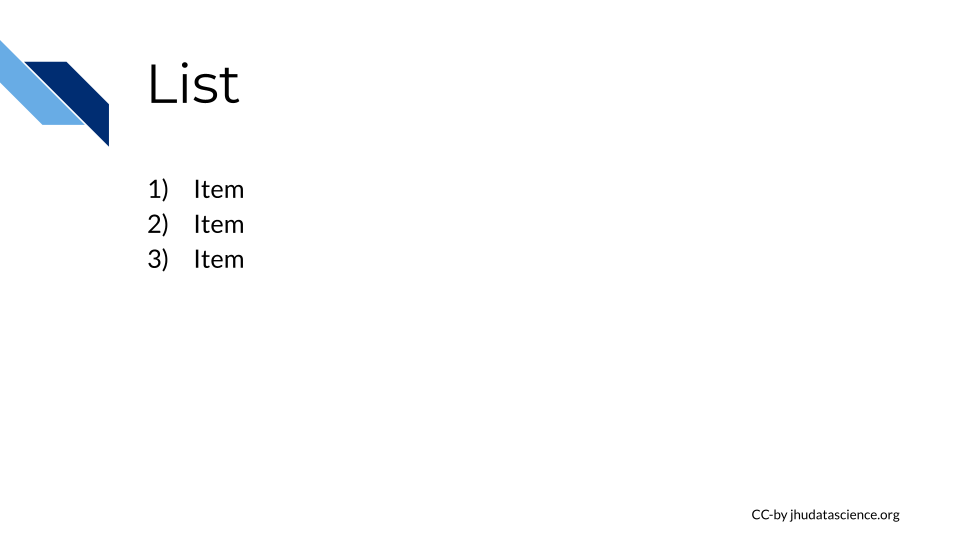 List
1) Item
2) Item
3) Item
CC-by jhudatascience.org